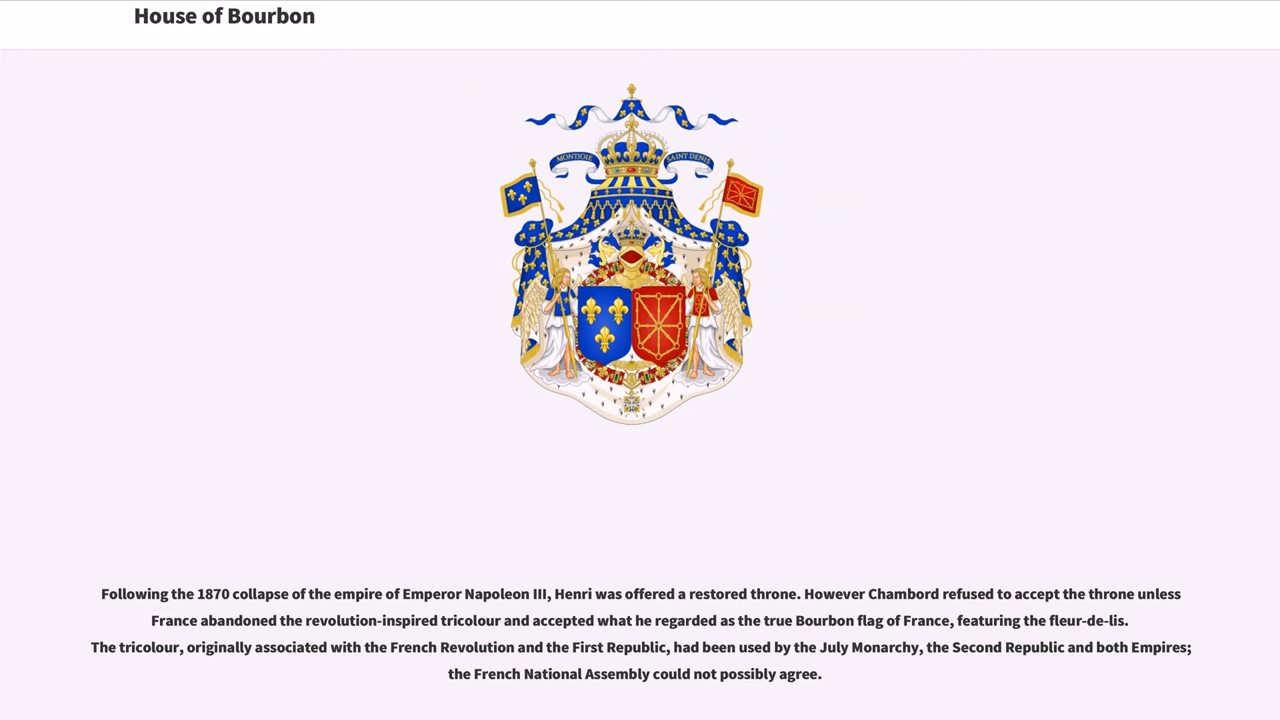 House of Bourbon
MONTJOIE SAINT DENIS
Following the 1870 collapse of the empire of Emperor Napoleon III, Henri was offered a restored throne. However Chambord refused to accept the throne unless
France abandoned the revolution-inspired tricolour and accepted what he regarded as the true Bourbon flag of France, featuring the fleur-de-lis.
The tricolour, originally associated with the French Revolution and the First Republic, had been used by the July Monarchy, the Second Republic and both Empires;
the French National Assembly could not possibly agree.